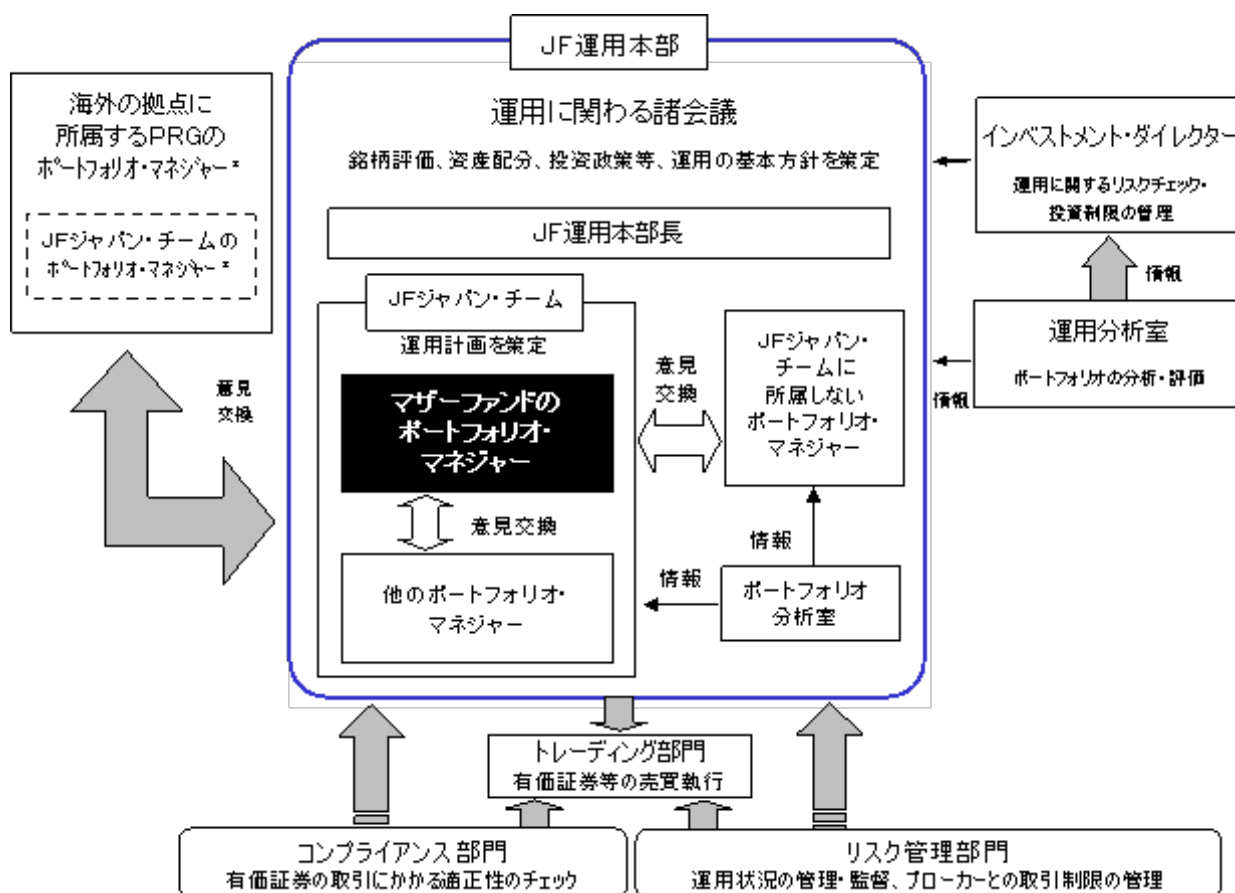 JF運用本部
海外の拠点に
所属するPRGの
ポートフォリオ・マネジャー*
JFジャパン・チームの
ポートフォリオ・マネジャー*
意見
交換
運用に関わる諸会議
銘柄評価、資産配分、投資政策等、運用の基本方針を策定
JF運用本部長
JFジャパン・チーム
運用計画を策定
マザーファンドの
ポートフォリオ・
マネジャー
意見交換
他のポートフォリオ・
マネジャー
意見
交換
JFジャパン・
チームに
所属しない
ポートフォリオ・
マネジャー
情報
情報
ポートフォリオ
分析室
インベストメント・ダイレクター
運用に関するリスクチェック・
投資制限の管理
情報
運用分析室
ポートフォリオの分析・評価
情報
トレーディング部門
有価証券等の売買執行
コンプライアンス部門
有価証券の取引にかかる適正性のチェック
リスク管理部門
運用状況の管理・監督、ブローカーとの取引制限の管理